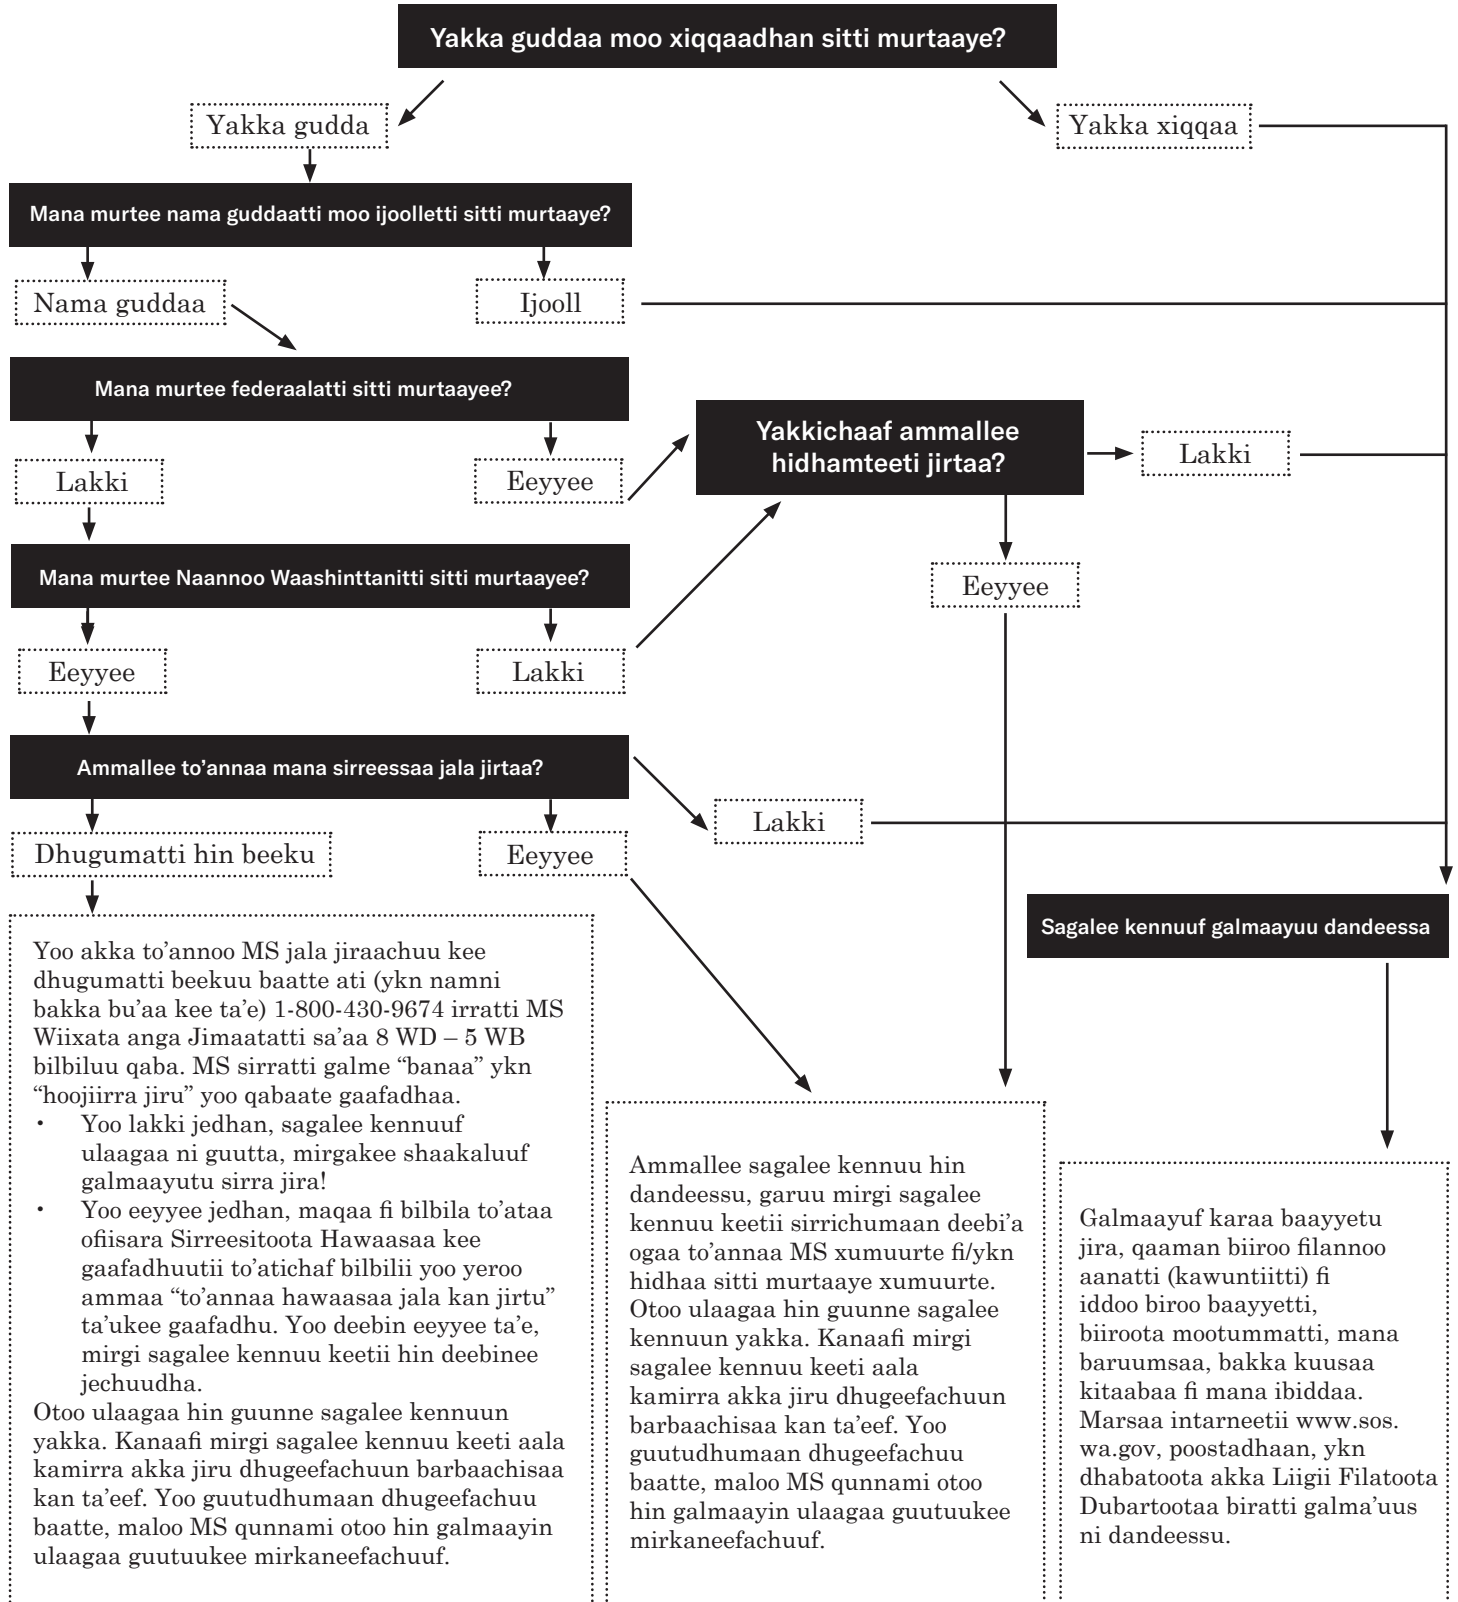 Yakka guddaa moo xiqqaadhan sitti murtaaye?
Yakka gudda
Yakka xiqqaa
Mana murtee nama guddaatti moo ijoolletti sitti murtaaye?
Nama guddaa
Ijooll
Mana murtee federaalatti sitti murtaayee?
Lakki
Eeyyee
Yakkichaaf ammallee
hidhamteeti jirtaa?
Lakki
Eeyyee
Mana murtee Naannoo Waashinttanitti sitti murtaayee?
Eeyyee
Lakki
Ammallee to’annaa mana sirreessaa jala jirtaa?
Dhugumatti hin beeku
Eeyyee
Lakki
Sagalee kennuuf galmaayuu dandeessa
Yoo akka to’annoo MS jala jiraachuu kee
dhugumatti beekuu baatte ati (ykn namni
bakka bu’aa kee ta’e) 1-800-430-9674 irratti MS
Wiixata anga Jimaatatti sa’aa 8 WD – 5 WB
bilbiluu qaba. MS sirratti galme “banaa” ykn
“hoojiirra jiru” yoo qabaate gaafadhaa.
• Yoo lakki jedhan, sagalee kennuuf
ulaagaa ni guutta, mirgakee shaakaluuf
galmaayutu sirra jira!
• Yoo eeyyee jedhan, maqaa fi bilbila to’ataa
ofiisara Sirreesitoota Hawaasaa kee
gaafadhuutii to’atichaf bilbilii yoo yeroo
ammaa “to’annaa hawaasaa jala kan jirtu”
ta’ukee gaafadhu. Yoo deebin eeyyee ta’e,
mirgi sagalee kennuu keetii hin deebinee
jechuudha.
Otoo ulaagaa hin guunne sagalee kennuun
yakka. Kanaafi mirgi sagalee kennuu keeti aala
kamirra akka jiru dhugeefachuun barbaachisaa
kan ta’eef. Yoo guutudhumaan dhugeefachuu
baatte, maloo MS qunnami otoo hin galmaayin
ulaagaa guutuukee mirkaneefachuuf.
Ammallee sagalee kennuu hin
dandeessu, garuu mirgi sagalee
kennuu keetii sirrichumaan deebi’a
ogaa to’annaa MS xumuurte fi/ykn
hidhaa sitti murtaaye xumuurte.
Otoo ulaagaa hin guunne sagalee
kennuun yakka. Kanaafi mirgi
sagalee kennuu keeti aala
kamirra akka jiru dhugeefachuun
barbaachisaa kan ta’eef. Yoo
guutudhumaan dhugeefachuu
baatte, maloo MS qunnami otoo
hin galmaayin ulaagaa guutuukee
mirkaneefachuuf.
Galmaayuf karaa baayyetu
jira, qaaman biiroo filannoo
aanatti (kawuntiitti) fi
iddoo biroo baayyetti,
biiroota mootummatti, mana
baruumsaa, bakka kuusaa
kitaabaa fi mana ibiddaa.
Marsaa intarneetii www.sos.
wa.gov, poostadhaan, ykn
dhabatoota akka Liigii Filatoota
Dubartootaa biratti galma’uus
ni dandeessu.